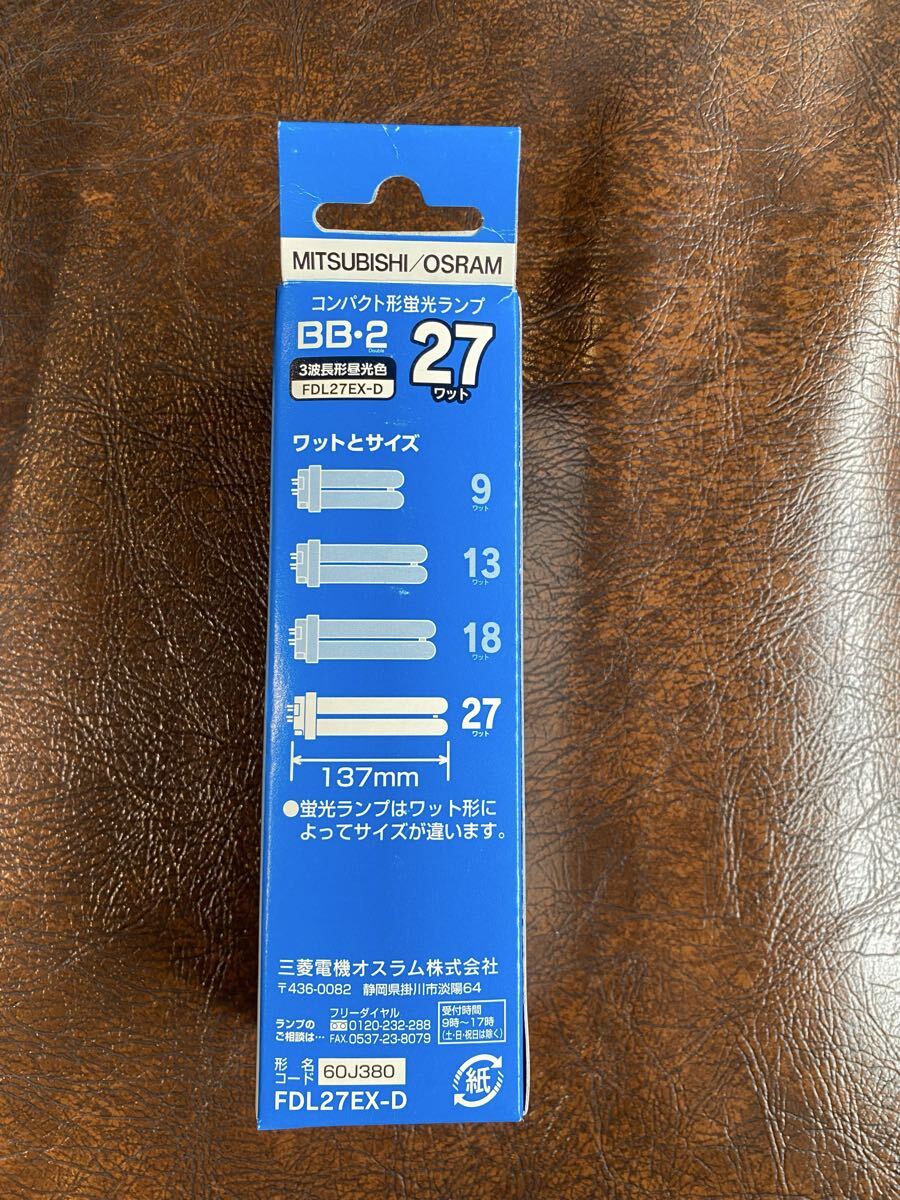 MITSUBISHI/OSRAM
コンパクト形蛍光ランプ
BB・2
Double
27
ワット
3波長形昼光色
FDL27EX-D
ワットとサイズ
9
ワット
13
ワット
18
ワット
27
ワット
137mm
●蛍光ランプはワット形に
よってサイズが違います。
三菱電機オスラム株式会社
〒436-0082 静岡県掛川市淡陽64
ランプの
ご相談は…
フリーダイヤル
0120-232-288
FAX.0537-23-8079
受付時間
9時〜17時
(土・日・祝日は除く)
形名
コード
60J380
FDL27EX-D
紙